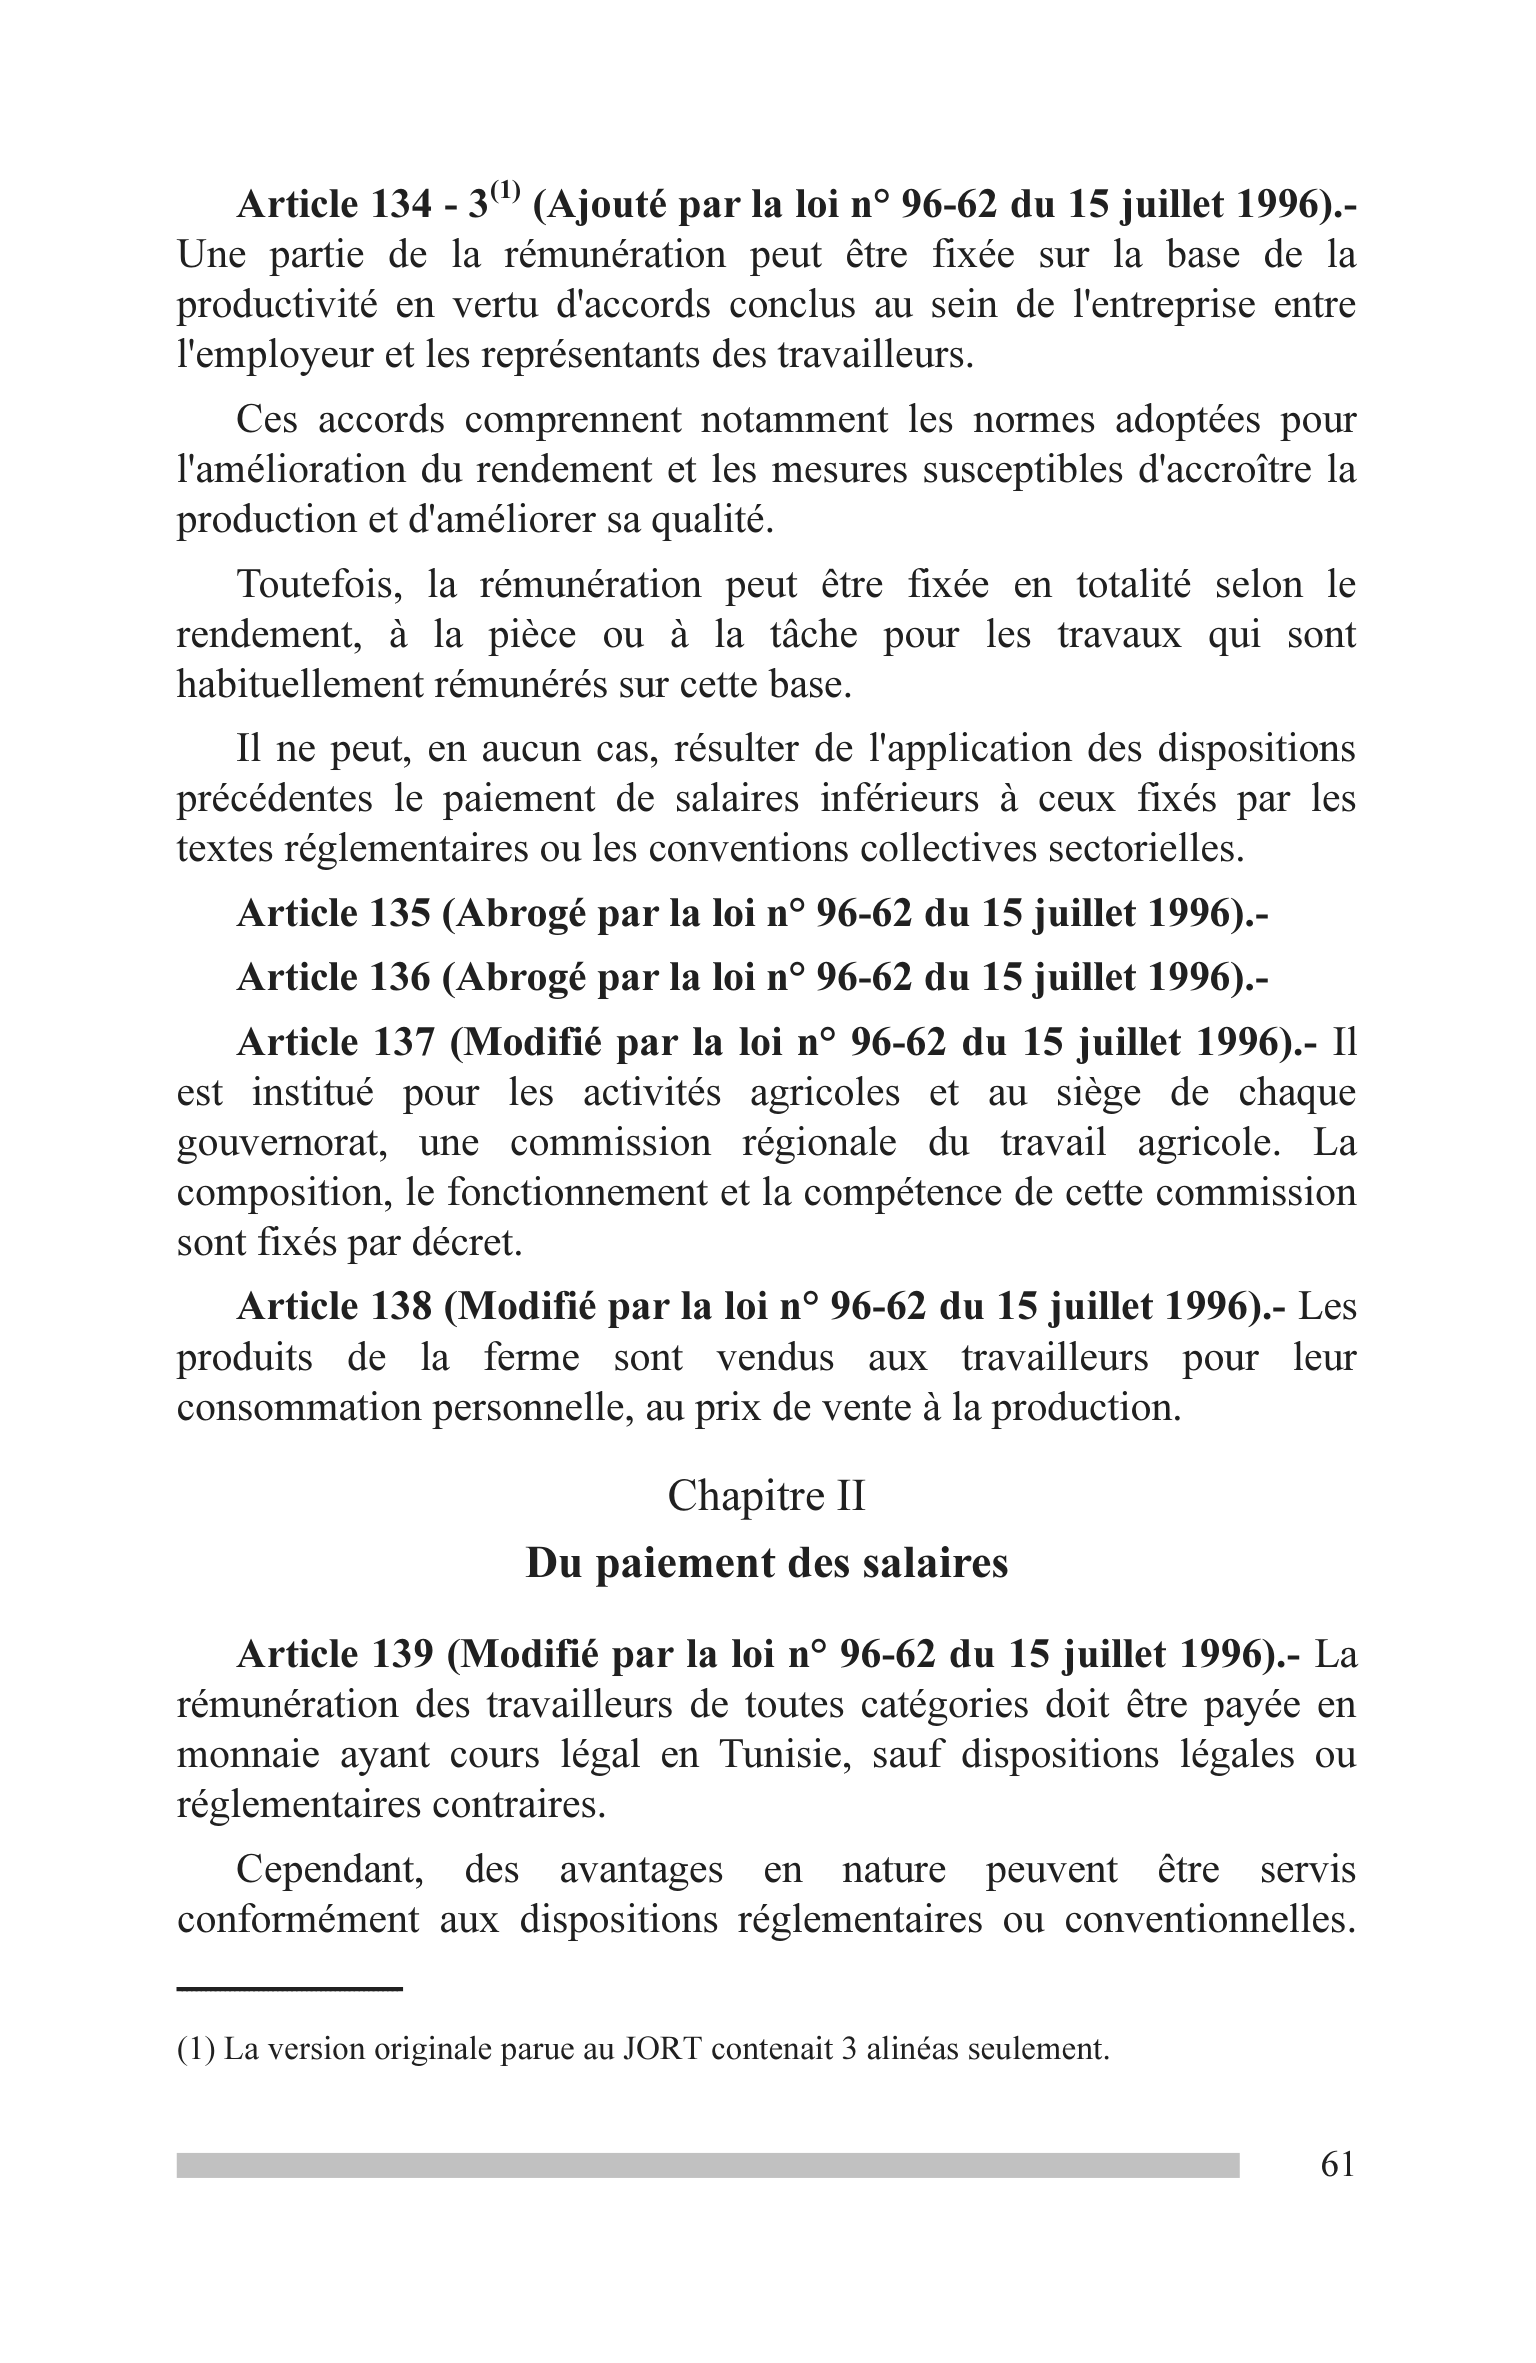 Article 134 - 3(1) (Ajouté par la loi n° 96-62 du 15 juillet 1996).-
Une partie de la rémunération peut être fixée sur la base de la
productivité en vertu d'accords conclus au sein de l'entreprise entre
l'employeur et les représentants des travailleurs.
Ces accords comprennent notamment les normes adoptées pour
l'amélioration du rendement et les mesures susceptibles d'accroître la
production et d'améliorer sa qualité.
Toutefois, la rémunération peut être fixée en totalité selon le
rendement, à la pièce ou à la tâche pour les travaux qui sont
habituellement rémunérés sur cette base.
Il ne peut, en aucun cas, résulter de l'application des dispositions
précédentes le paiement de salaires inférieurs à ceux fixés par les
textes réglementaires ou les conventions collectives sectorielles.
Article 135 (Abrogé par la loi n° 96-62 du 15 juillet 1996).-
Article 136 (Abrogé par la loi n° 96-62 du 15 juillet 1996).-
Article 137 (Modifié par la loi n° 96-62 du 15 juillet 1996).- Il
est institué pour les activités agricoles et au siège de chaque
gouvernorat, une commission régionale du travail agricole. La
composition, le fonctionnement et la compétence de cette commission
sont fixés par décret.
Article 138 (Modifié par la loi n° 96-62 du 15 juillet 1996).- Les
produits de la ferme sont vendus aux travailleurs pour leur
consommation personnelle, au prix de vente à la production.
Chapitre II
Du paiement des salaires
Article 139 (Modifié par la loi n° 96-62 du 15 juillet 1996).- La
rémunération des travailleurs de toutes catégories doit être payée en
monnaie ayant cours légal en Tunisie, sauf dispositions légales ou
réglementaires contraires.
Cependant, des avantages en nature peuvent être servis
conformément aux dispositions réglementaires ou conventionnelles.
(1) La version originale parue au JORT contenait 3 alinéas seulement.
61